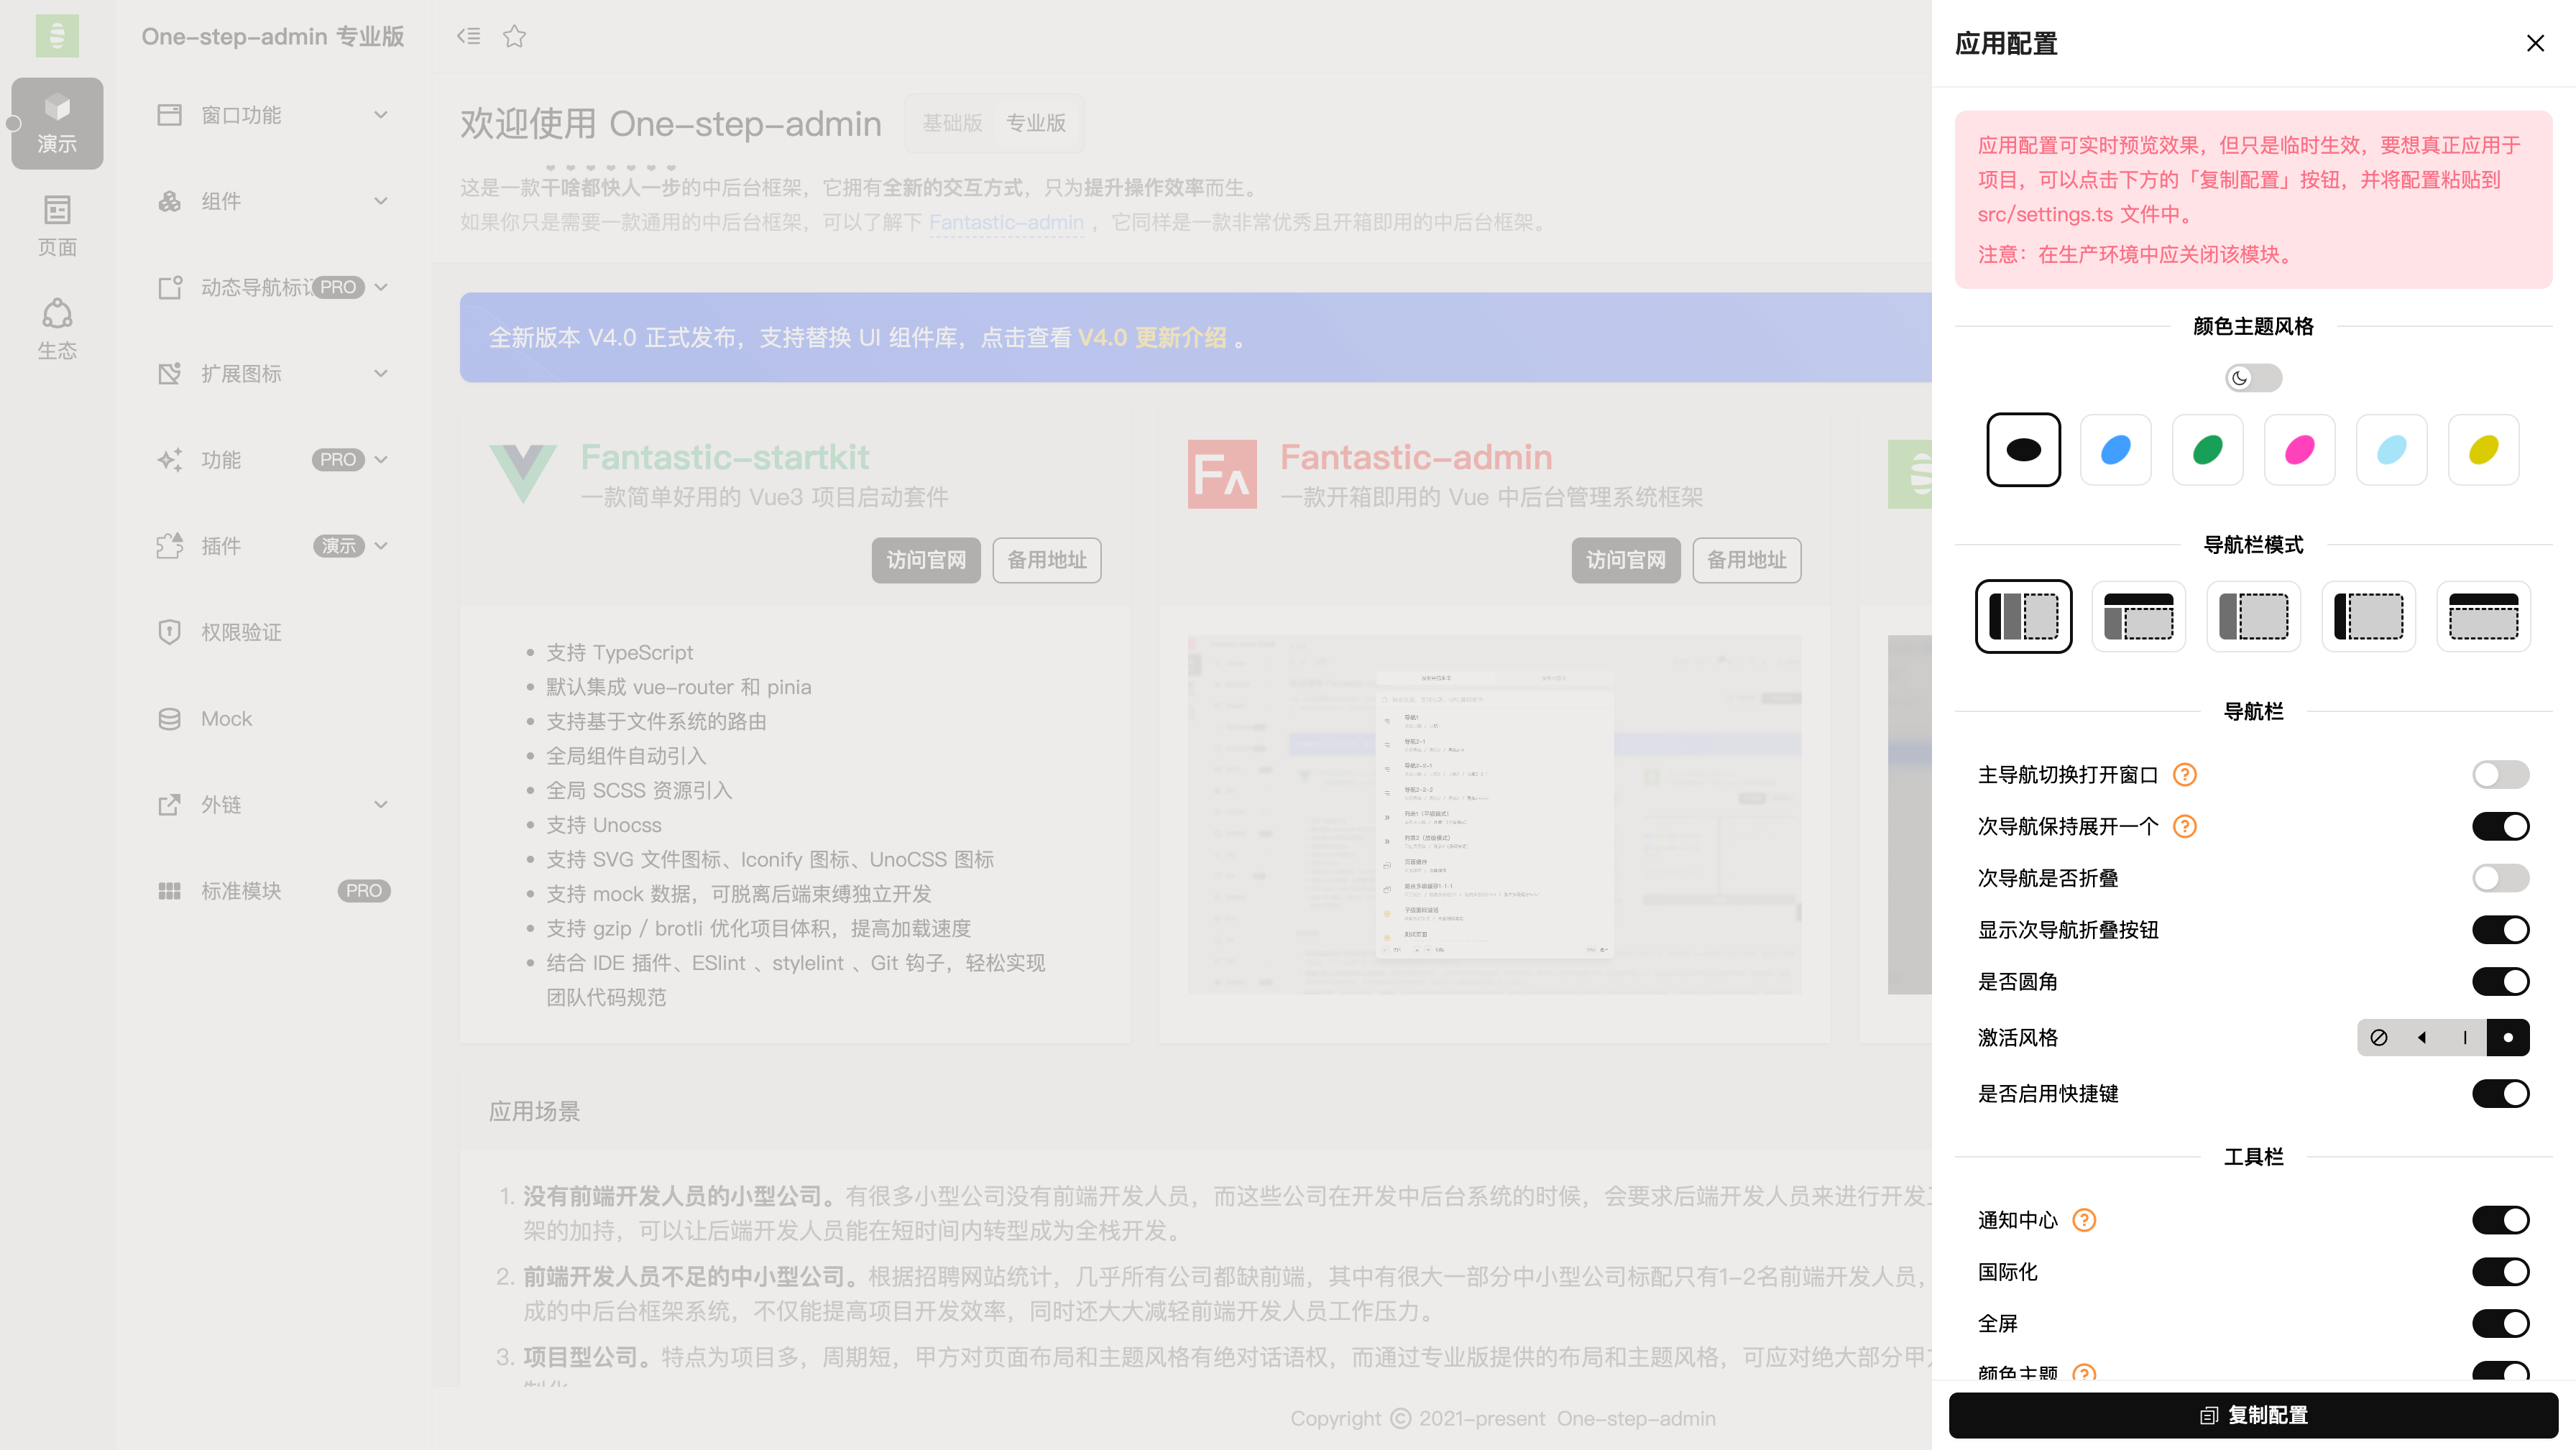 One-step-admin 专业版
演示
页面
生态
窗口功能
组件
动态导航标
PRO
扩展图标
功能
PRO
插件
演示
权限验证
Mock
外链
标准模块
PRO
欢迎使用 One-step-admin
基础版
专业版
这是一款干啥都快人一步的中后台框架，它拥有全新的交互方式，只为提升操作效率而生。
如果你只是需要一款通用的中后台框架，可以了解下 Fantastic-admin ，它同样是一款非常优秀且开箱即用的中后台框架。
全新版本 V4.0 正式发布，支持替换 UI 组件库，点击查看 V4.0 更新介绍 。
Fantastic-startkit
一款简单好用的 Vue3 项目启动套件
访问官网
备用地址
支持 TypeScript
默认集成 vue-router 和 pinia
支持基于文件系统的路由
全局组件自动引入
全局 SCSS 资源引入
支持 Unocss
支持 SVG 文件图标、Iconify 图标、UnoCSS 图标
支持 mock 数据，可脱离后端束缚独立开发
支持 gzip / brotli 优化项目体积，提高加载速度
结合 IDE 插件、ESlint 、stylelint 、Git 钩子，轻松实现
团队代码规范
Fantastic-admin
一款开箱即用的 Vue 中后台管理系统框架
访问官网
备用地址
应用场景
1. 没有前端开发人员的小型公司。有很多小型公司没有前端开发人员，而这些公司在开发中后台系统的时候，会要求后端开发人员来进行开发
架的加持，可以让后端开发人员能在短时间内转型成为全栈开发。
2. 前端开发人员不足的中小型公司。根据招聘网站统计，几乎所有公司都缺前端，其中有很大一部分中小型公司标配只有1-2名前端开发人员，
成的中后台框架系统，不仅能提高项目开发效率，同时还大大减轻前端开发人员工作压力。
3. 项目型公司。特点为项目多，周期短，甲方对页面布局和主题风格有绝对话语权，而通过专业版提供的布局和主题风格，可应对绝大部分甲
Copyright © 2021-present One-step-admin
应用配置
应用配置可实时预览效果，但只是临时生效，要想真正应用于
项目，可以点击下方的「复制配置」按钮，并将配置粘贴到
src/settings.ts 文件中。
注意：在生产环境中应关闭该模块。
颜色主题风格
导航栏模式
导航栏
主导航切换打开窗口
次导航保持展开一个
次导航是否折叠
显示次导航折叠按钮
是否圆角
激活风格
是否启用快捷键
工具栏
通知中心
国际化
全屏
颜色主题
复制配置